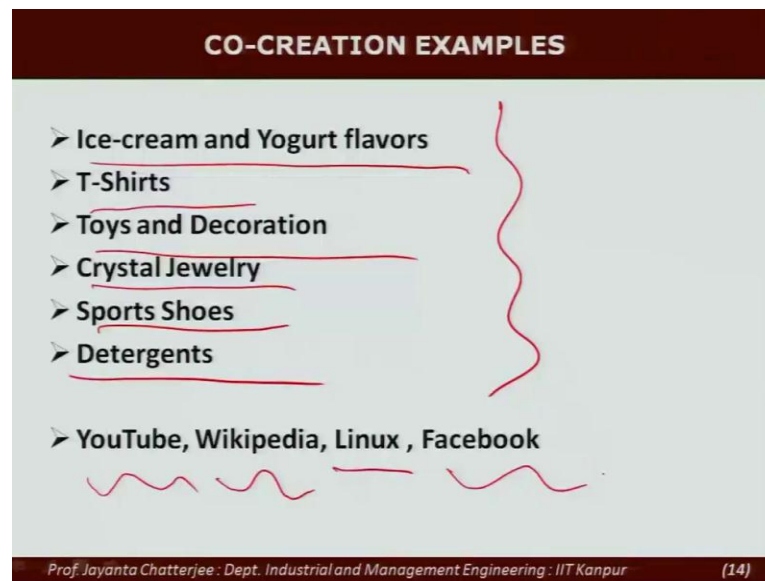 CO-CREATION EXAMPLES
➢ Ice-cream and Yogurt flavors
➢ T-Shirts
➢ Toys and Decoration
➢ Crystal Jewelry
➢ Sports Shoes
➢ Detergents
➢ YouTube, Wikipedia, Linux , Facebook
Prof. Jayanta Chatterjee : Dept. Industrial and Management Engineering : IIT Kanpur (14)